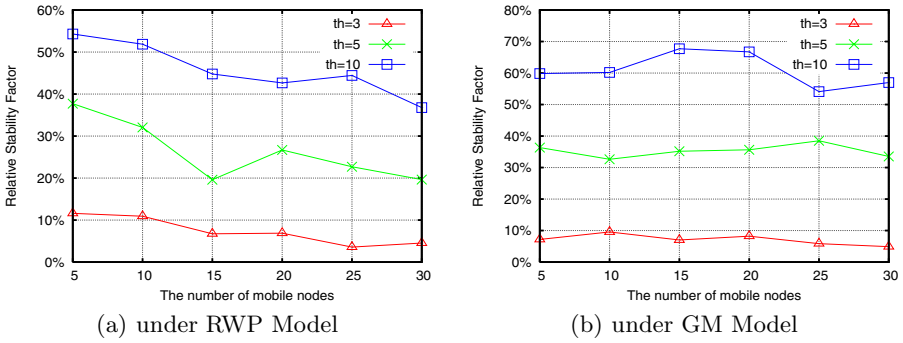 60%
50%
40%
30%
20%
10%
0%
Relative Stability Factor
th=3
th=5
th=10
5 10 15 20 25 30
The number of mobile nodes
(a) under RWP Model
80%
70%
60%
50%
40%
30%
20%
10%
0%
Relative Stability Factor
th=3
th=5
th=10
5 10 15 20 25 30
The number of mobile nodes
(b) under GM Model